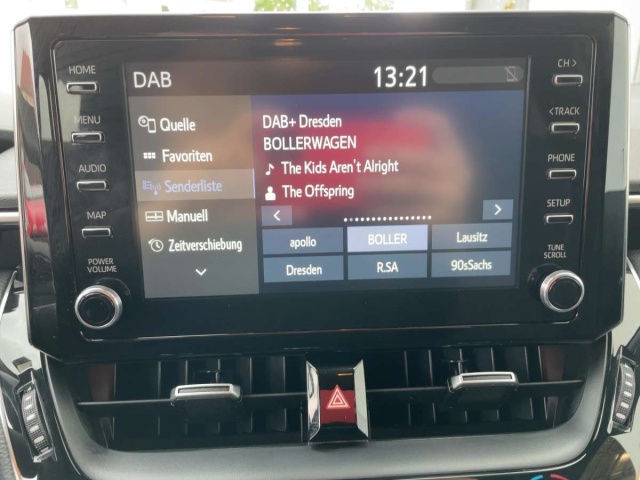 HOME
MENU
AUDIO
MAP
POWER
VOLUME
DAB
13:21
Quelle
Favoriten
Senderliste
Manuell
Zeitverschiebung
DAB+ Dresden
BOLLERWAGEN
The Kids Aren't Alright
The Offspring
apollo
BOLLER
Lausitz
Dresden
R.SA
90sSachs
CH >
< TRACK
PHONE
SETUP
TUNE
SCROLL